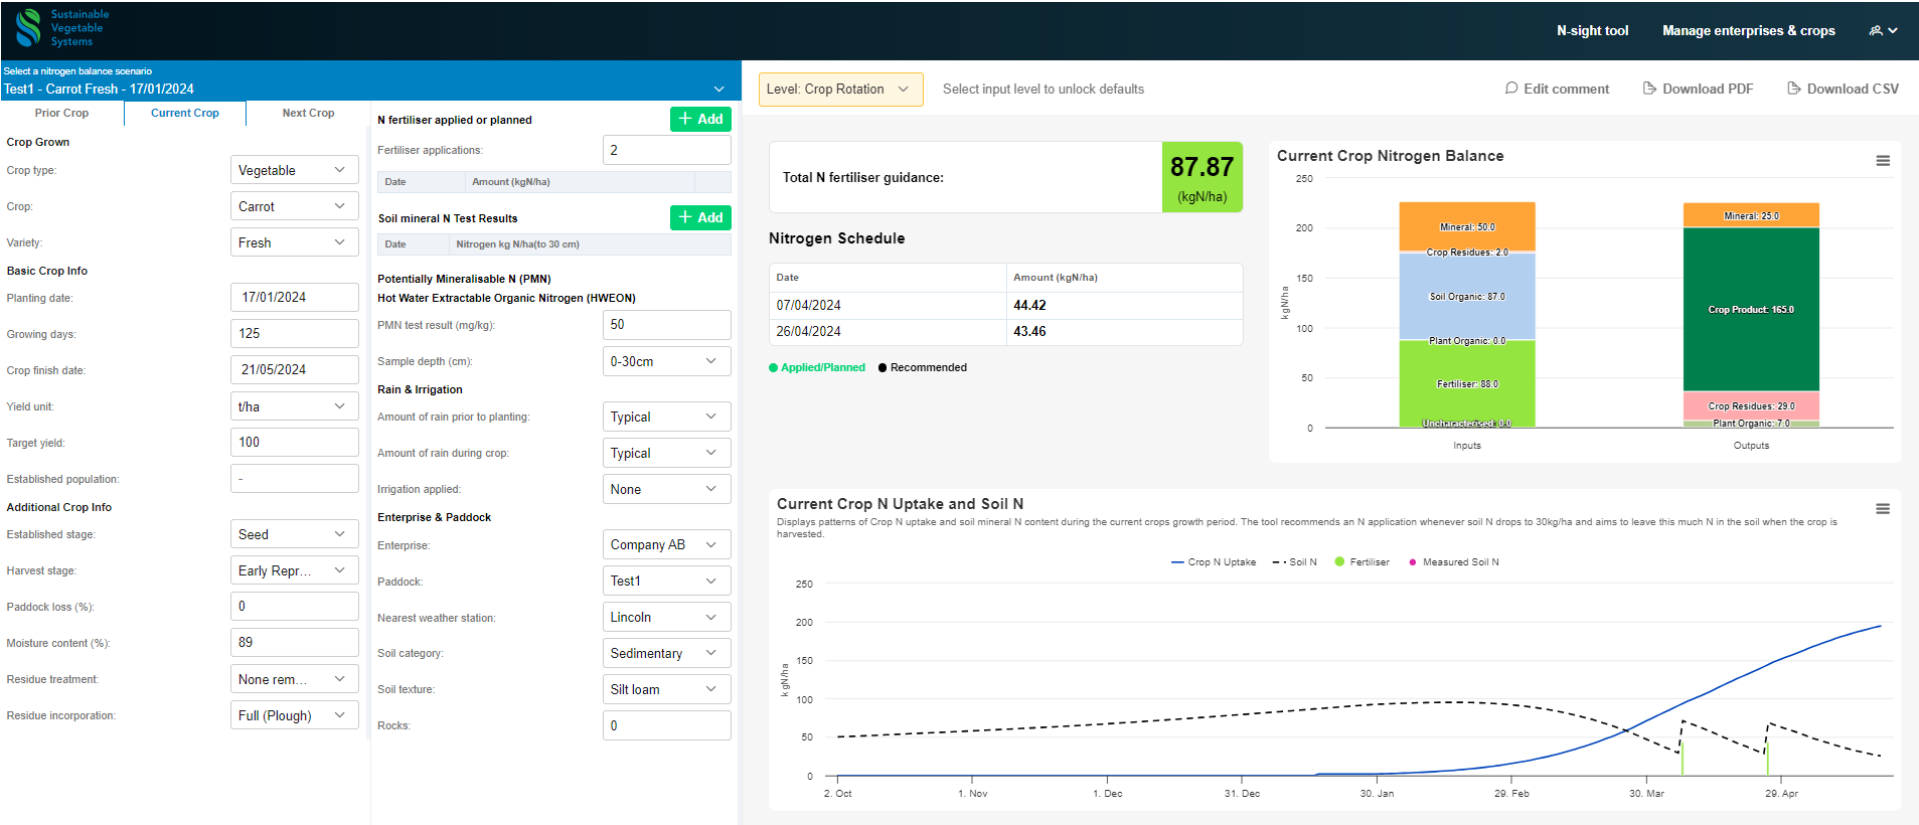 Sustainable
Vegetable
Systems
N-sight tool
Manage enterprises & crops
Select a nitrogen balance scenario
Test1 - Carrot Fresh - 17/01/2024
Prior Crop
Current Crop
Next Crop
Crop Grown
Crop type: Vegetable
Crop: Carrot
Variety: Fresh
Basic Crop Info
Planting date: 17/01/2024
Growing days: 125
Crop finish date: 21/05/2024
Yield unit: t/ha
Target yield: 100
Established population: -
Additional Crop Info
Established stage: Seed
Harvest stage: Early Repr...
Paddock loss (%): 0
Moisture content (%): 89
Residue treatment: None rem...
Residue incorporation: Full (Plough)
N fertiliser applied or planned
+ Add
Fertiliser applications: 2
Date Amount (kgN/ha)
Soil mineral N Test Results
+ Add
Date Nitrogen kg N/ha(to 30 cm)
Potentially Mineralisable N (PMN)
Hot Water Extractable Organic Nitrogen (HWEON)
PMN test result (mg/kg): 50
Sample depth (cm): 0-30cm
Rain & Irrigation
Amount of rain prior to planting: Typical
Amount of rain during crop: Typical
Irrigation applied: None
Enterprise & Paddock
Enterprise: Company AB
Paddock: Test1
Nearest weather station: Lincoln
Soil category: Sedimentary
Soil texture: Silt loam
Rocks: 0
Level: Crop Rotation
Select input level to unlock defaults
Edit comment
Download PDF
Download CSV
Total N fertiliser guidance:
87.87
(kgN/ha)
Nitrogen Schedule
Date Amount (kgN/ha)
07/04/2024 44.42
26/04/2024 43.46
Applied/Planned Recommended
Current Crop Nitrogen Balance
250
200
150
100
50
0
kgN/ha
Mineral: 50.0
Crop Residues: 2.0
Soil Organic: 87.0
Plant Organic: 0.0
Fertiliser: 88.0
Uncharacterised: 0.0
Inputs
Mineral: 25.0
Crop Product: 165.0
Crop Residues: 29.0
Plant Organic: 7.0
Outputs
Current Crop N Uptake and Soil N
Displays patterns of Crop N uptake and soil mineral N content during the current crops growth period. The tool recommends an N application whenever soil N drops to 30kg/ha and aims to leave this much N in the soil when the crop is
harvested.
Crop N Uptake Soil N Fertiliser Measured Soil N
250
200
150
100
50
0
kgN/ha
2. Oct 1. Nov 1. Dec 31. Dec 30. Jan 29. Feb 30. Mar 29. Apr